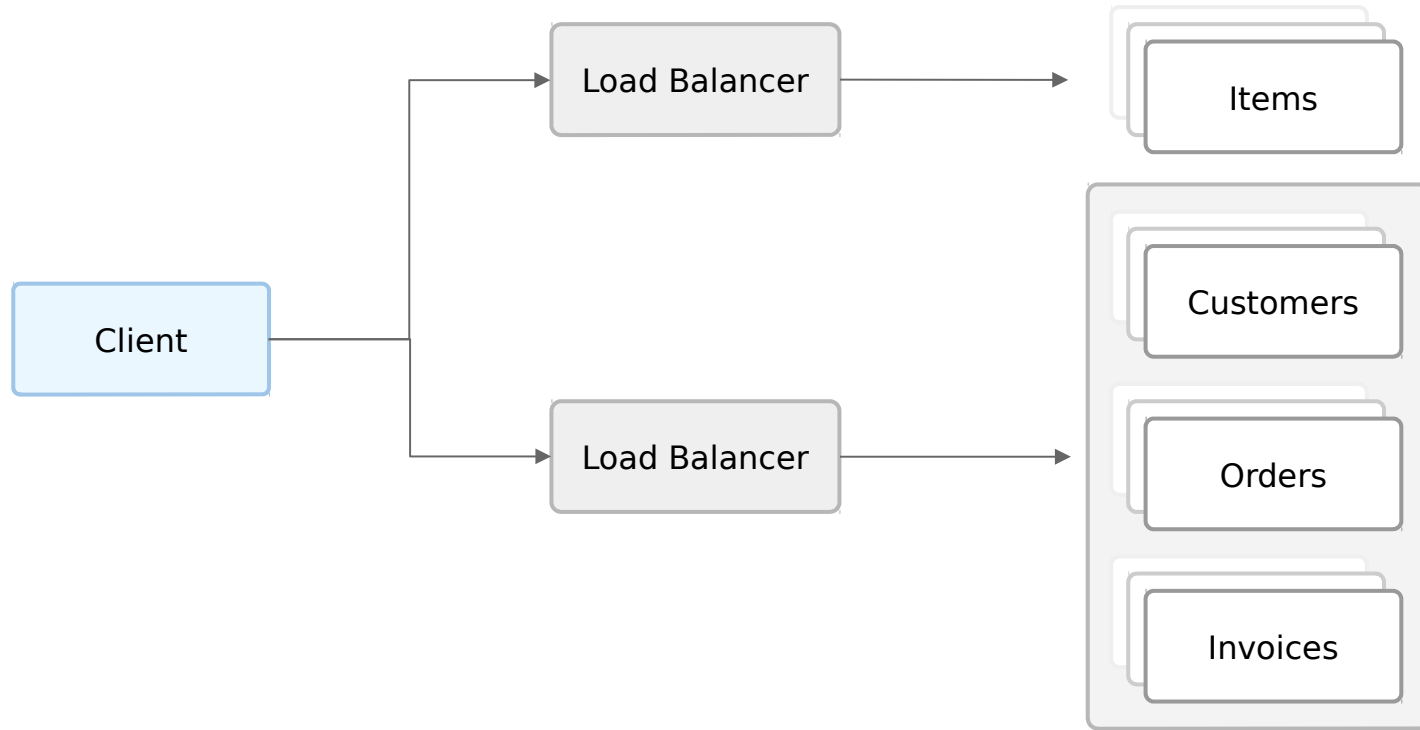 Load Balancer
Items
Client
Customers
Load Balancer
Orders
Invoices